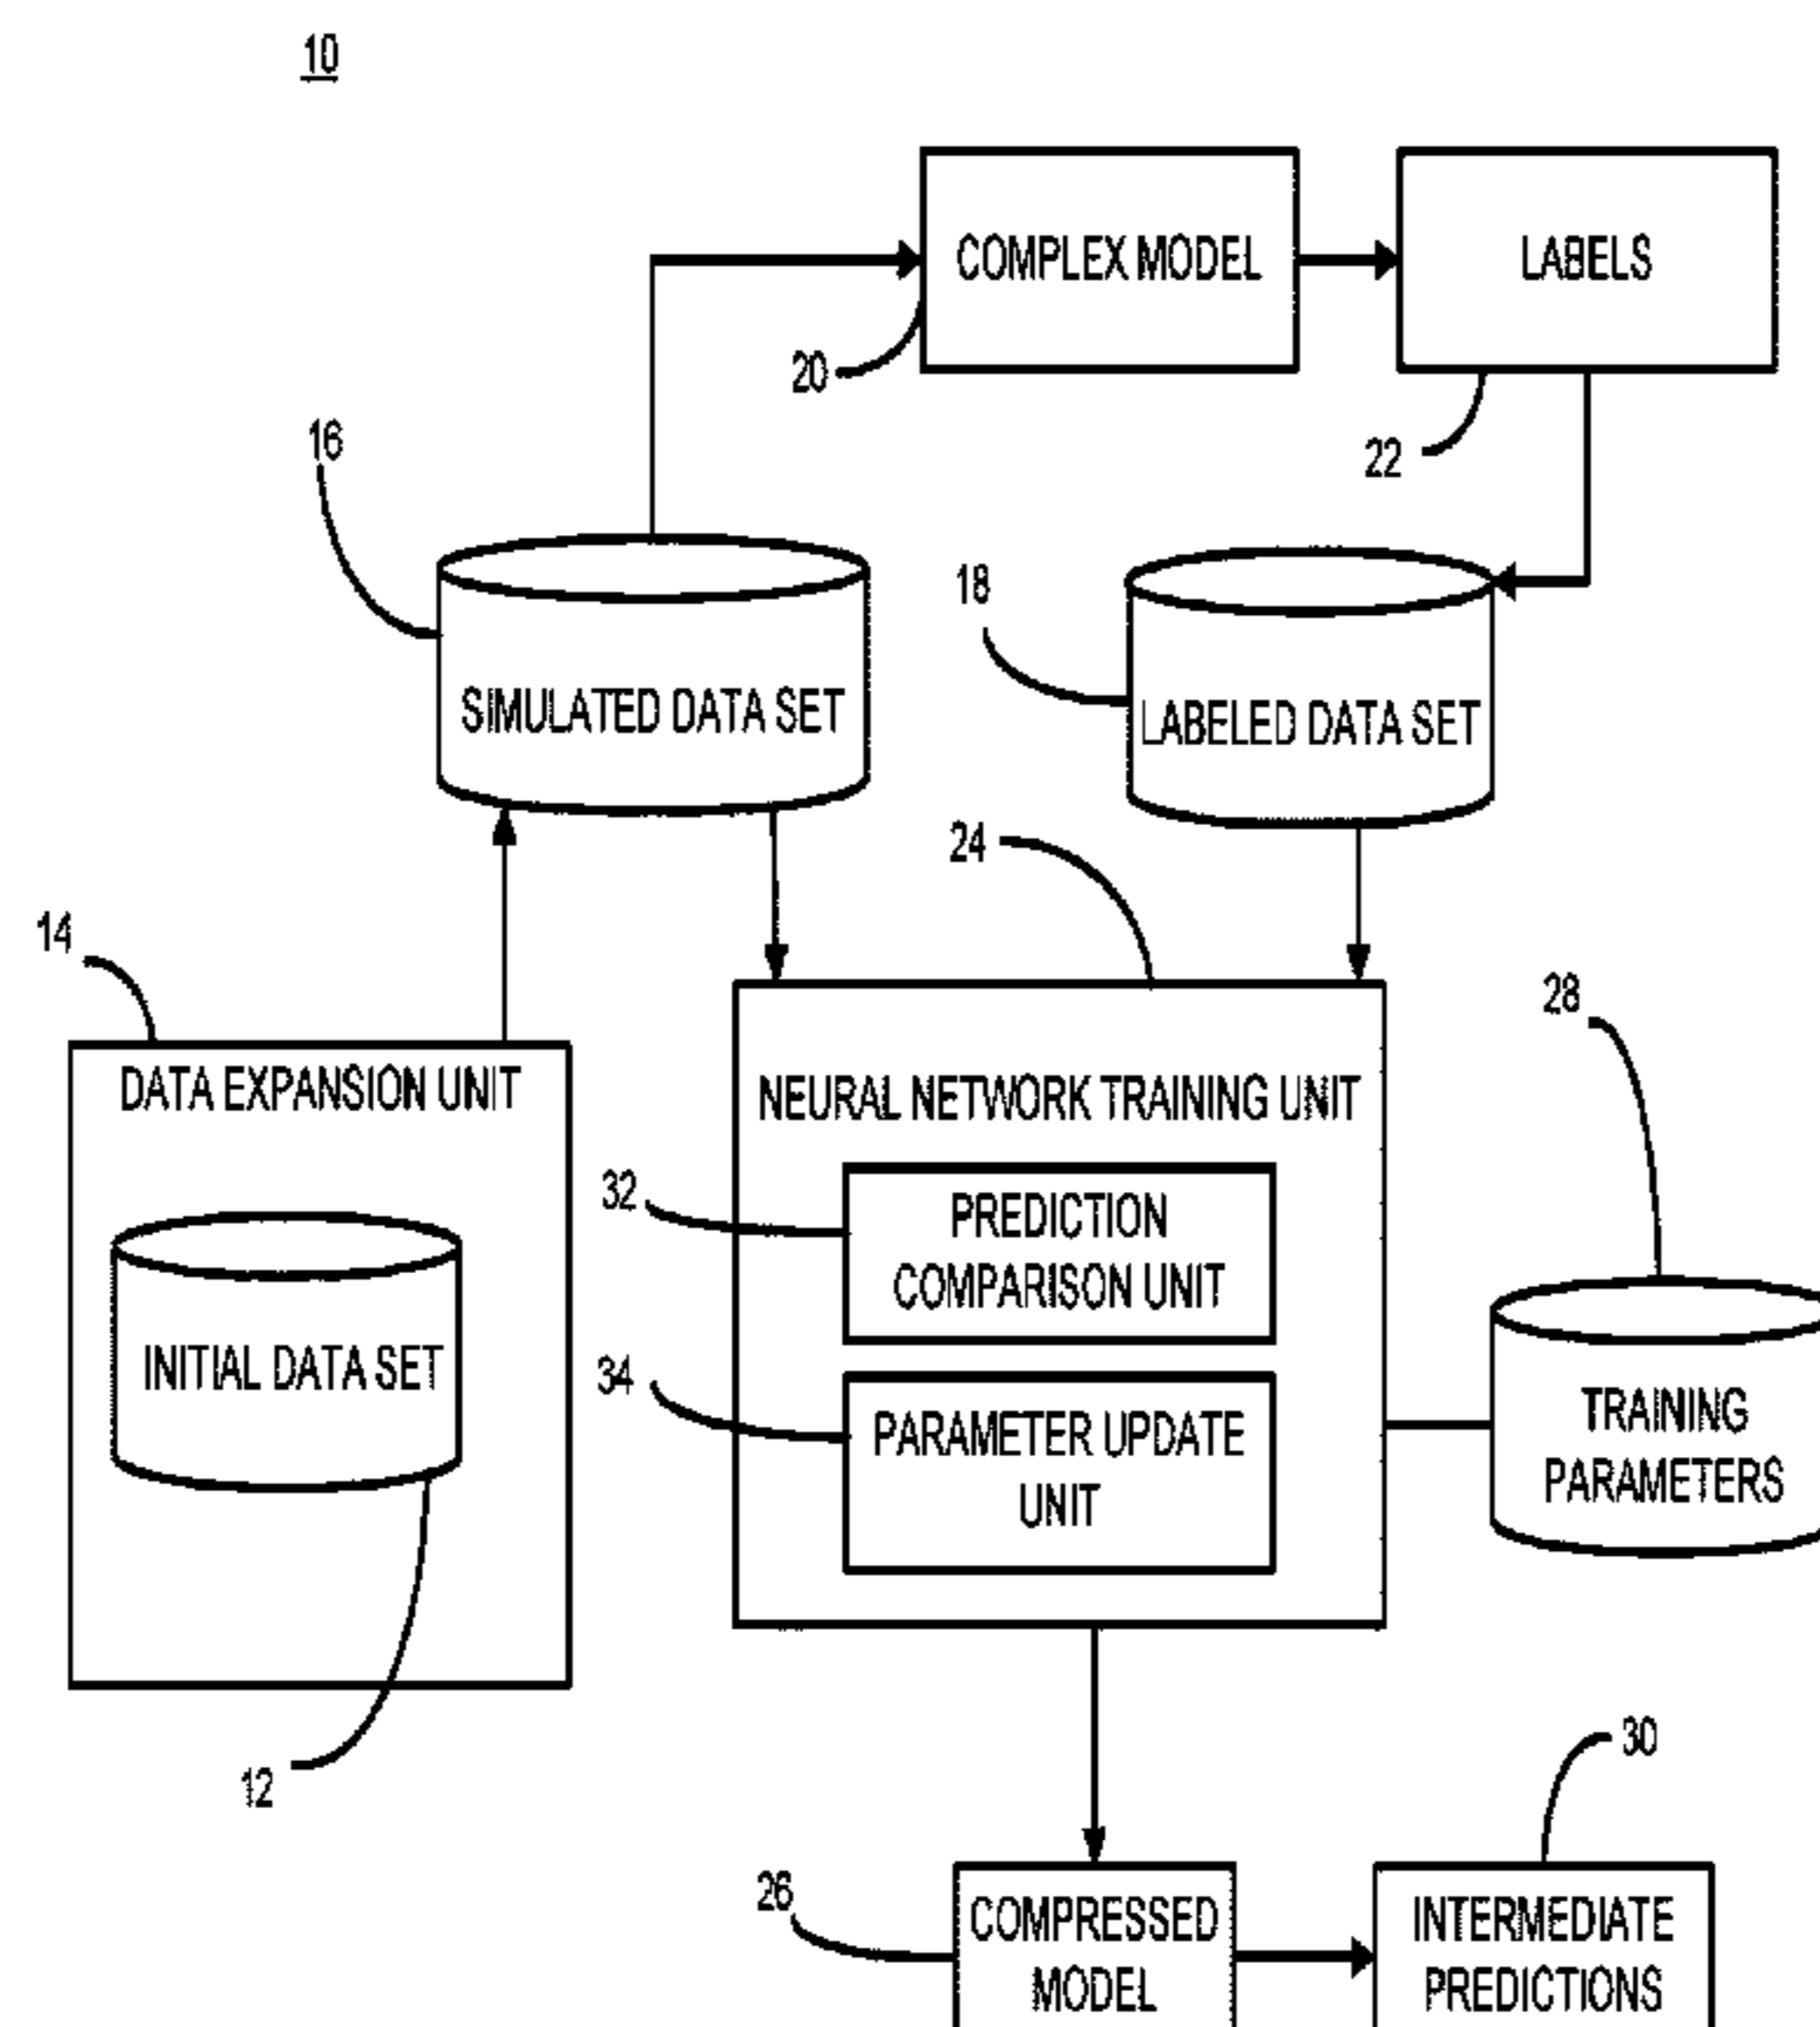 10
COMPLEX MODEL
LABELS
20
22
16
18
SIMULATED DATA SET
LABELED DATA SET
24
14
28
DATA EXPANSION UNIT
NEURAL NETWORK TRAINING UNIT
32
PREDICTION
COMPARISON UNIT
INITIAL DATA SET
34
PARAMETER UPDATE
UNIT
TRAINING
PARAMETERS
12
30
26
COMPRESSED
MODEL
INTERMEDIATE
PREDICTIONS